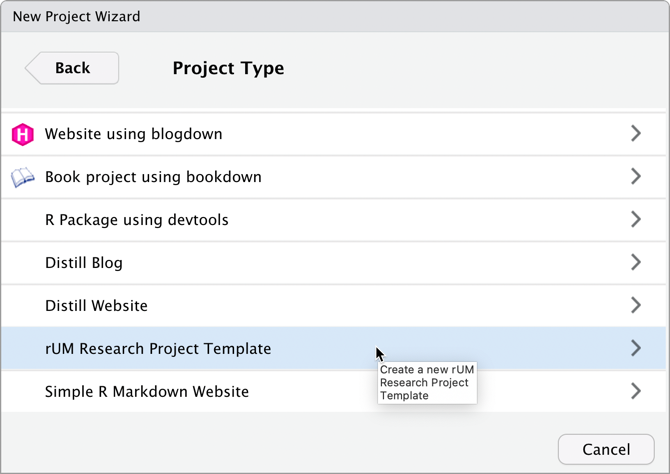 New Project Wizard
Back
Project Type
H
Website using blogdown
Book project using bookdown
R Package using devtools
Distill Blog
Distill Website
rUM Research Project Template
Create a new rUM
Research Project
Template
Simple R Markdown Website
Cancel